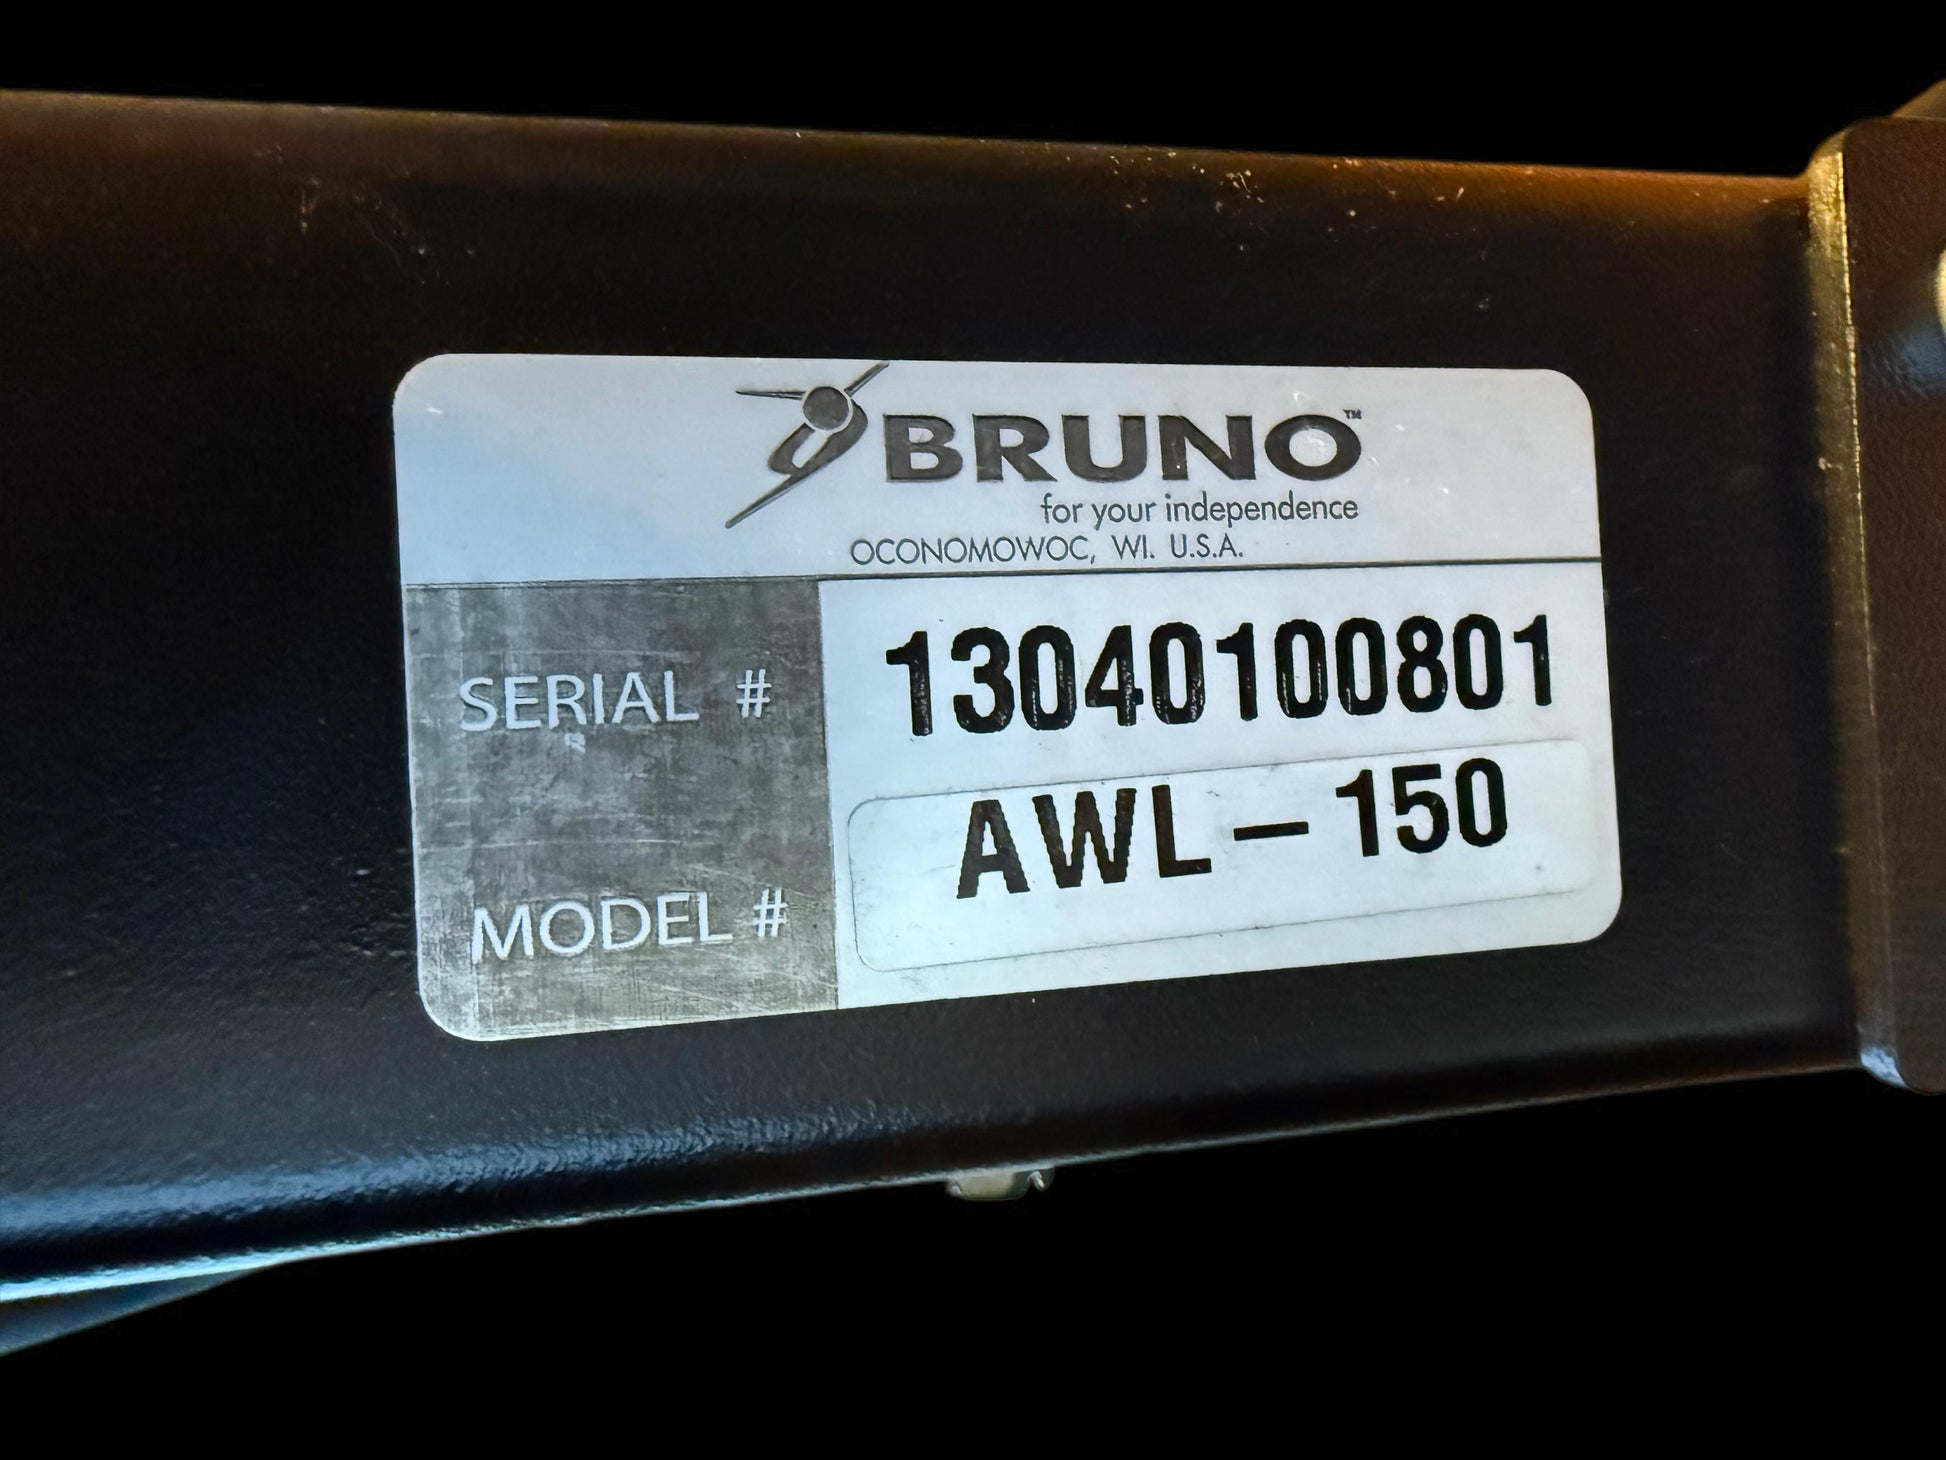 BRUNO™
for your independence
OCONOMOWOC, WI. U.S.A.
SERIAL # 13040100801
MODEL # AWL-150